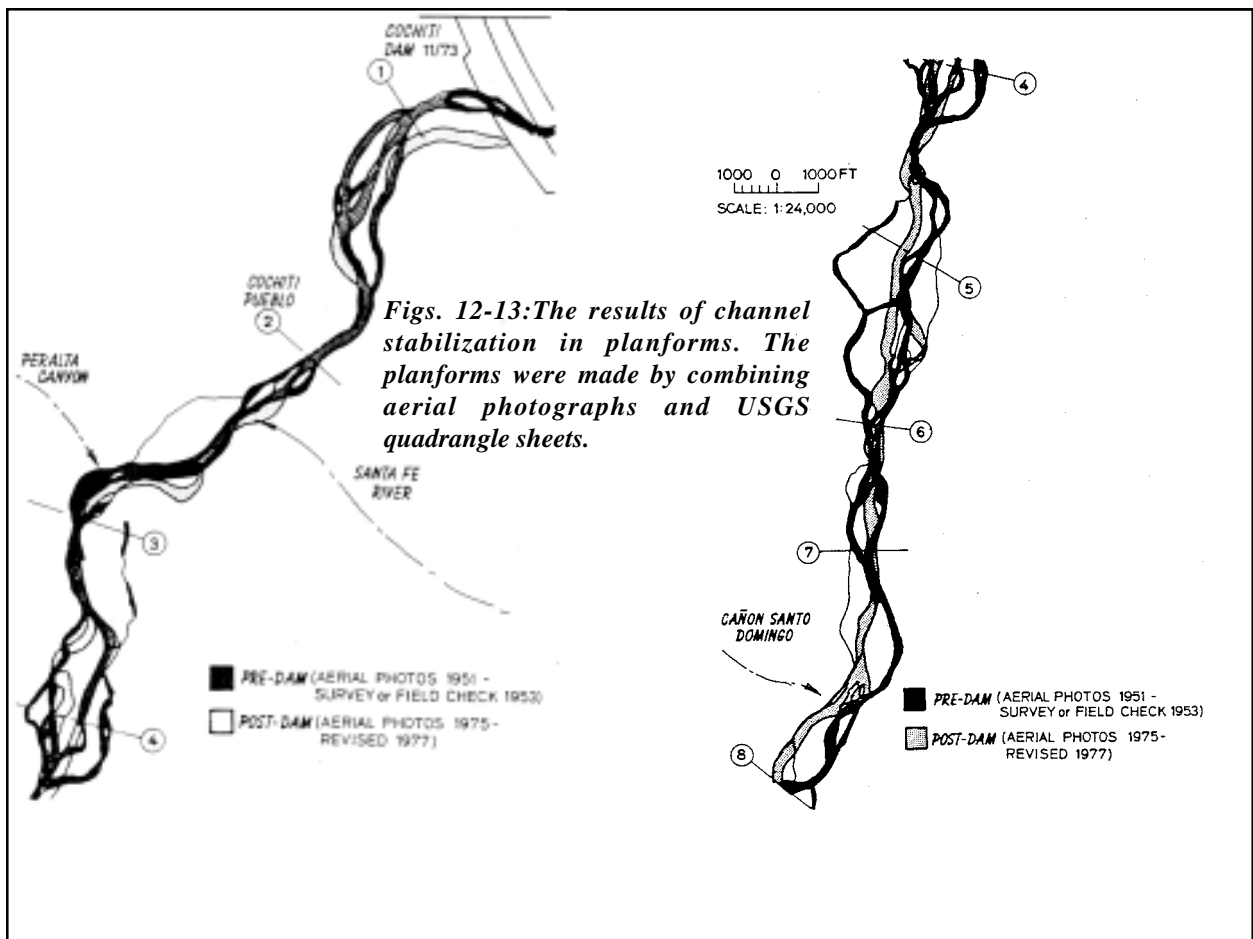 COCHITI
DAM 11/73
1
COCHITI
PUEBLO
2
PERALTA
CANYON
SANTA FE
RIVER
3
4
PRE-DAM (AERIAL PHOTOS 1951 -
SURVEY or FIELD CHECK 1953)
POST-DAM (AERIAL PHOTOS 1975-
REVISED 1977)
Figs. 12-13:The results of channel
stabilization in planforms. The
planforms were made by combining
aerial photographs and USGS
quadrangle sheets.
4
1000 0 1000 FT
SCALE: 1:24,000
5
6
7
CAÑON SANTO
DOMINGO
8
PRE-DAM (AERIAL PHOTOS 1951 -
SURVEY or FIELD CHECK 1953)
POST-DAM (AERIAL PHOTOS 1975-
REVISED 1977)